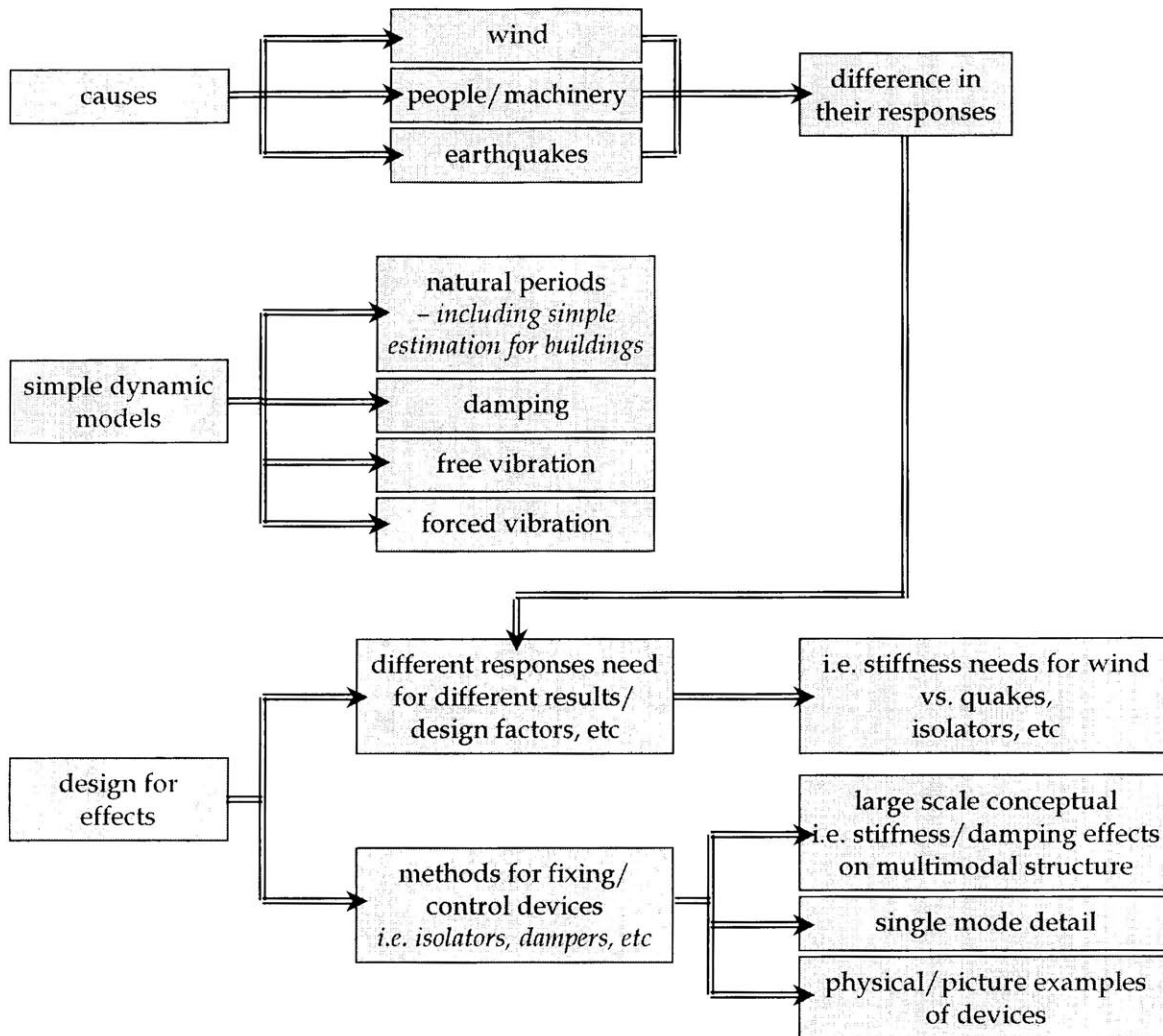 causes
wind
people/machinery
earthquakes
difference in
their responses
simple dynamic
models
natural periods
– including simple
estimation for buildings
damping
free vibration
forced vibration
design for
effects
different responses need
for different results/
design factors, etc
i.e. stiffness needs for wind
vs. quakes,
isolators, etc
methods for fixing/
control devices
i.e. isolators, dampers, etc
large scale conceptual
i.e. stiffness/damping effects
on multimodal structure
single mode detail
physical/picture examples
of devices